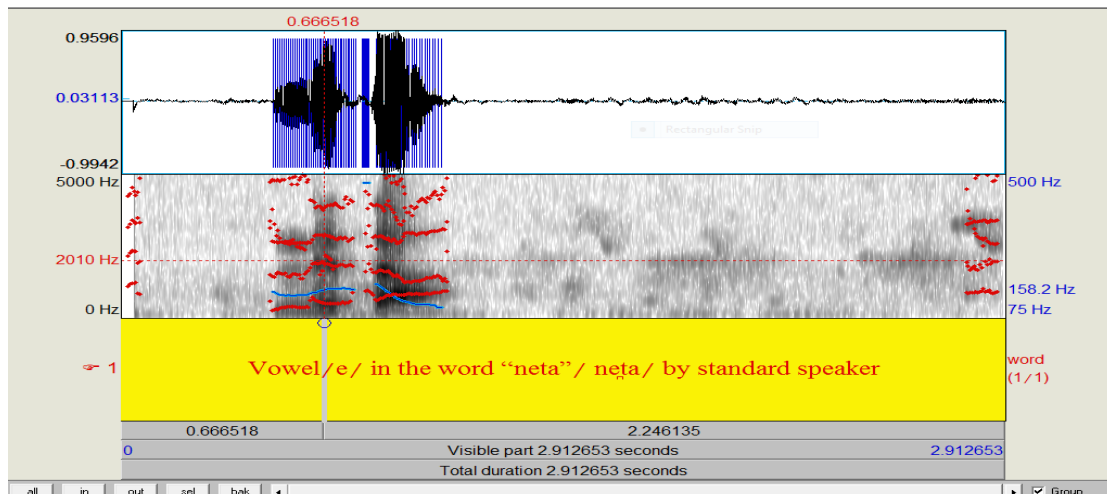 0.666518
0.9596
0.03113
-0.9942
Rectangular Snip
5000 Hz
500 Hz
2010 Hz
158.2 Hz
0 Hz
75 Hz
☞ 1
Vowel/e/ in the word “neta”/ net̪a/ by standard speaker
word
(1/1)
0.666518 2.246135
0 Visible part 2.912653 seconds 2.912653
Total duration 2.912653 seconds
all in out sel bak Group